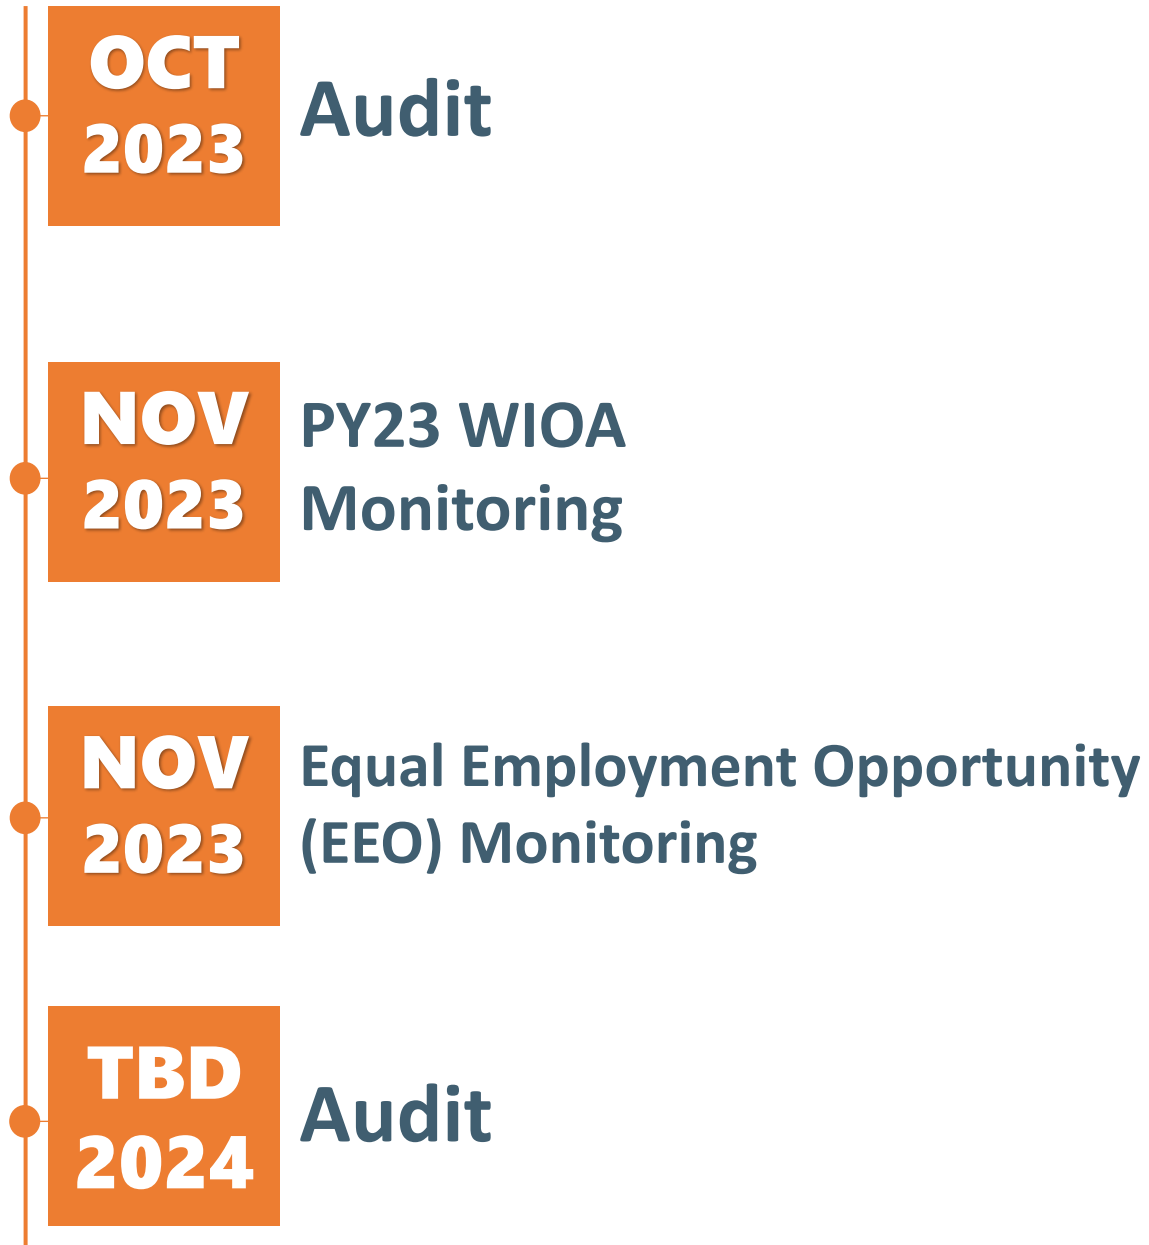 OCT
2023
Audit
NOV
2023
PY23 WIOA
Monitoring
NOV
2023
Equal Employment Opportunity
(EEO) Monitoring
TBD
2024
Audit